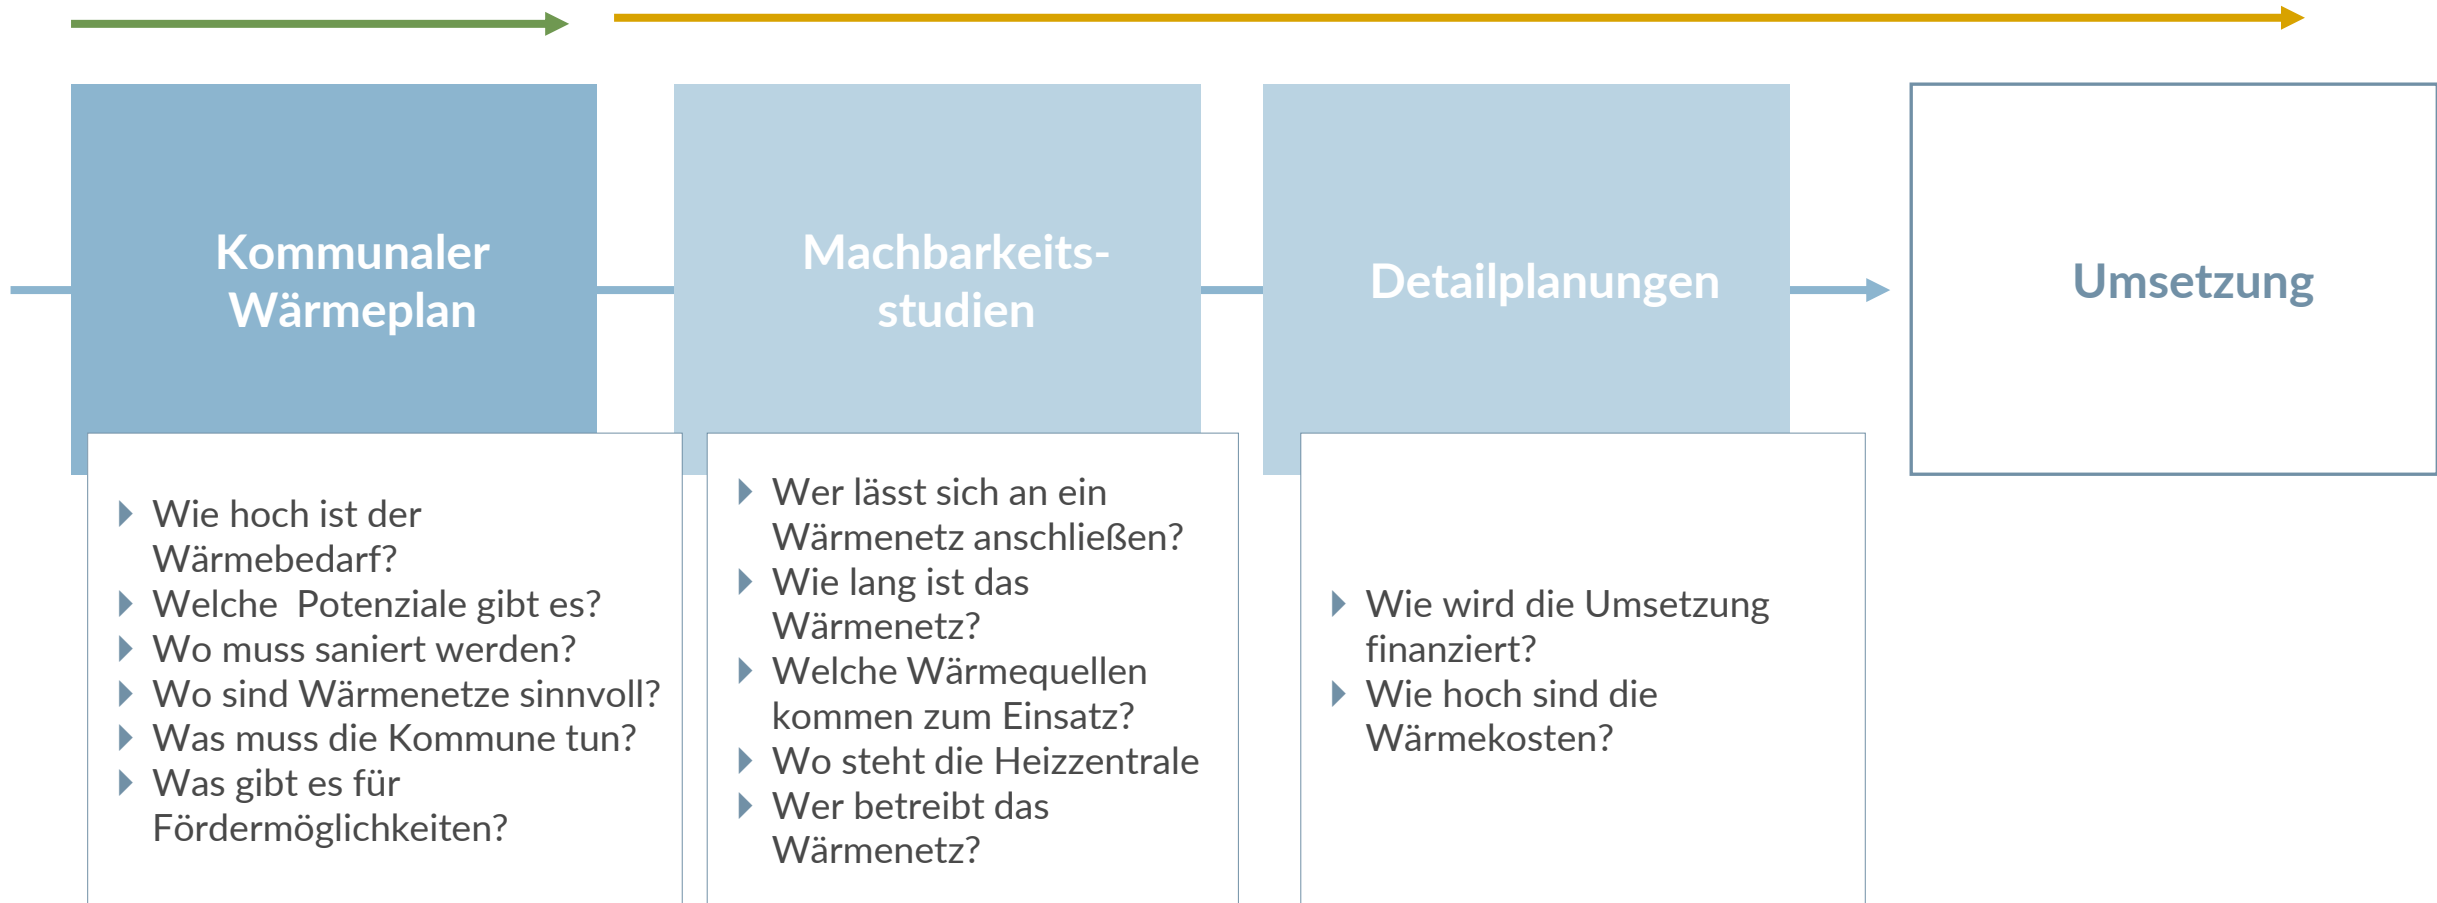 Kommunaler
Wärmeplan
Wie hoch ist der
Wärmebedarf?
Welche  Potenziale gibt es?
Wo muss saniert werden?
Wo sind Wärmenetze sinnvoll?
Was muss die Kommune tun?
Was gibt es für
Fördermöglichkeiten?
Machbarkeits-
studien
Wer lässt sich an ein
Wärmenetz anschließen?
Wie lang ist das
Wärmenetz?
Welche Wärmequellen
kommen zum Einsatz?
Wo steht die Heizzentrale
Wer betreibt das
Wärmenetz?
Detailplanungen
Wie wird die Umsetzung
finanziert?
Wie hoch sind die
Wärmekosten?
Umsetzung